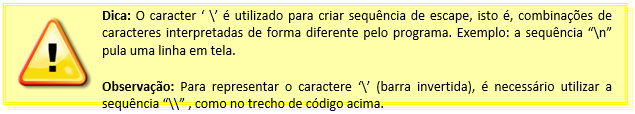 Dica: O caracter ‘ \’ é utilizado para criar sequência de escape, isto é, combinações de
caracteres interpretadas de forma diferente pelo programa. Exemplo: a sequência “\n”
pula uma linha em tela.
Observação: Para representar o caractere ‘\’ (barra invertida), é necessário utilizar a
sequência “\\” , como no trecho de código acima.